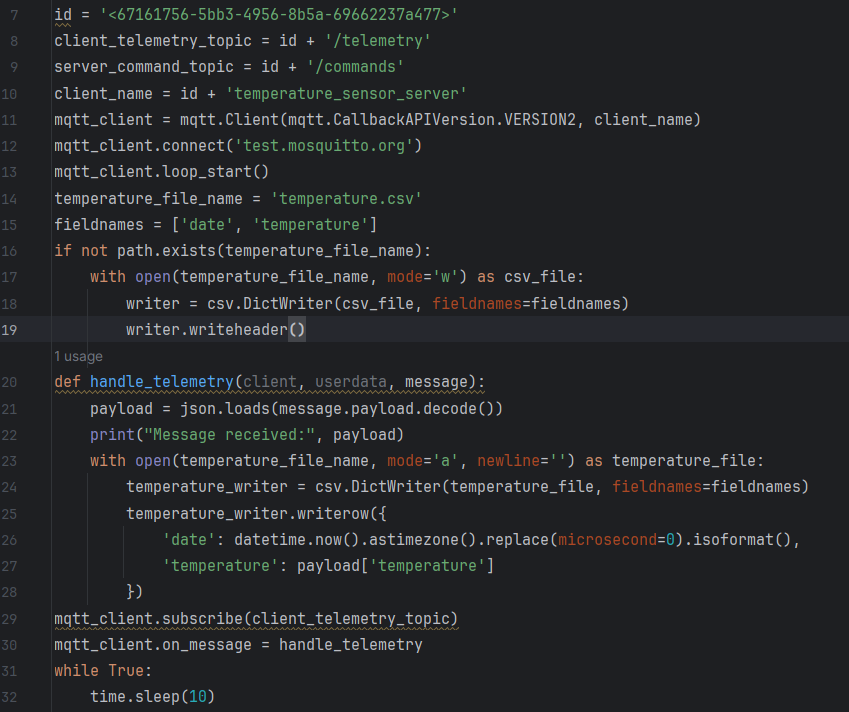 7 id = '<67161756-5bb3-4956-8b5a-69662237a477>'
8 client_telemetry_topic = id + '/telemetry'
9 server_command_topic = id + '/commands'
10 client_name = id + 'temperature_sensor_server'
11 mqtt_client = mqtt.Client(mqtt.CallbackAPIVersion.VERSION2, client_name)
12 mqtt_client.connect('test.mosquitto.org')
13 mqtt_client.loop_start()
14 temperature_file_name = 'temperature.csv'
15 fieldnames = ['date', 'temperature']
16 if not path.exists(temperature_file_name):
17     with open(temperature_file_name, mode='w') as csv_file:
18         writer = csv.DictWriter(csv_file, fieldnames=fieldnames)
19         writer.writeheader()
1 usage
20 def handle_telemetry(client, userdata, message):
21     payload = json.loads(message.payload.decode())
22     print("Message received:", payload)
23     with open(temperature_file_name, mode='a', newline='') as temperature_file:
24         temperature_writer = csv.DictWriter(temperature_file, fieldnames=fieldnames)
25         temperature_writer.writerow({
26             'date': datetime.now().astimezone().replace(microsecond=0).isoformat(),
27             'temperature': payload['temperature']
28         })
29 mqtt_client.subscribe(client_telemetry_topic)
30 mqtt_client.on_message = handle_telemetry
31 while True:
32     time.sleep(10)